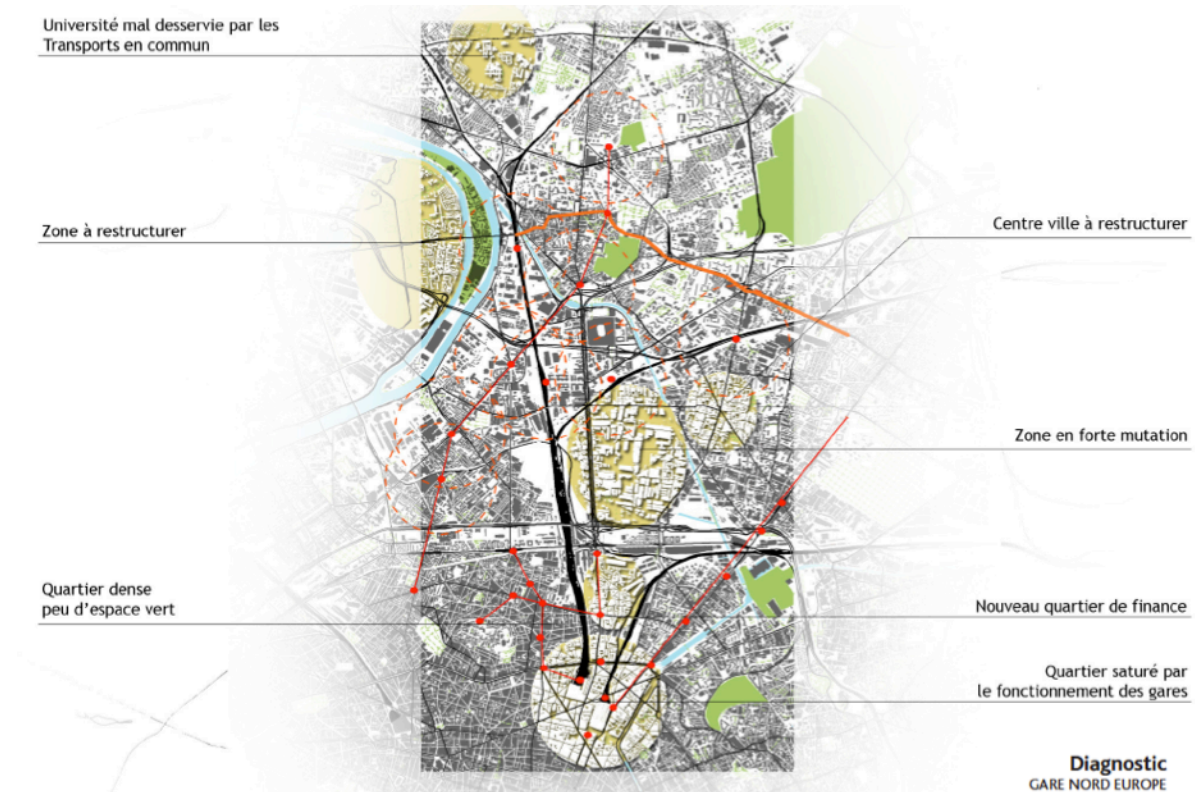 Université mal desservie par les
Transports en commun
Zone à restructurer
Centre ville à restructurer
Zone en forte mutation
Quartier dense
peu d'espace vert
Nouveau quartier de finance
Quartier saturé par
le fonctionnement des gares
Diagnostic
GARE NORD EUROPE